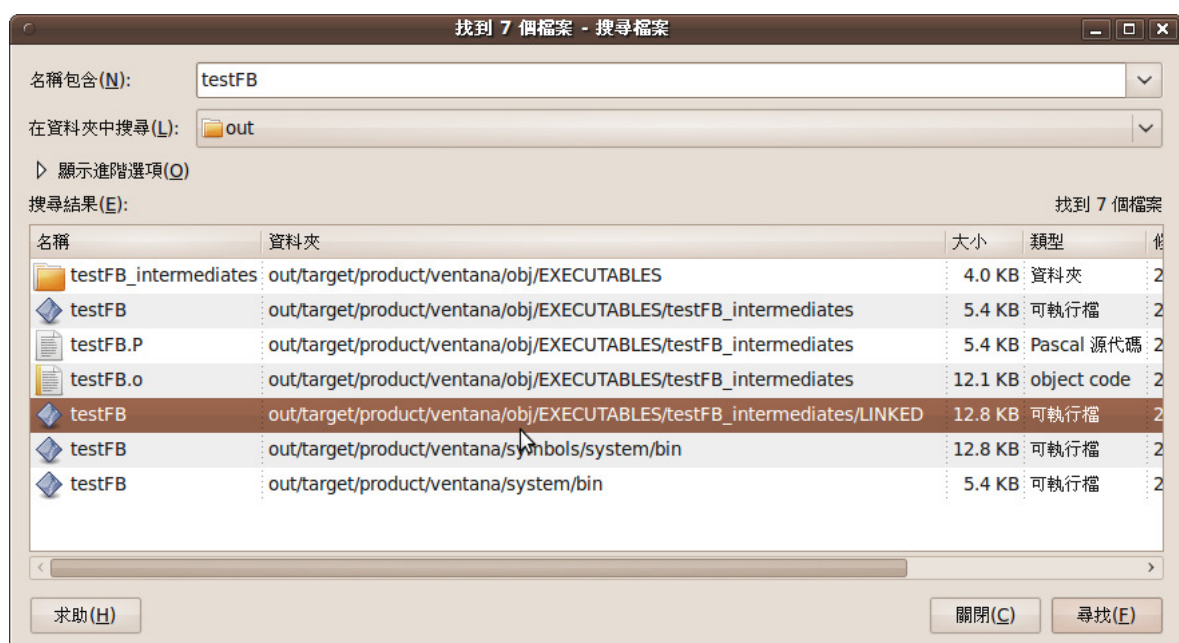 找到 7 個檔案 - 搜尋檔案
名稱包含(N): testFB
在資料夾中搜尋(L): out
顯示進階選項(O)
搜尋結果(E): 找到 7 個檔案
名稱 資料夾 大小 類型
testFB_intermediates out/target/product/ventana/obj/EXECUTABLES 4.0 KB 資料夾 2
testFB out/target/product/ventana/obj/EXECUTABLES/testFB_intermediates 5.4 KB 可執行檔 2
testFB.P out/target/product/ventana/obj/EXECUTABLES/testFB_intermediates 5.4 KB Pascal 源代碼 2
testFB.o out/target/product/ventana/obj/EXECUTABLES/testFB_intermediates 12.1 KB object code 2
testFB out/target/product/ventana/obj/EXECUTABLES/testFB_intermediates/LINKED 12.8 KB 可執行檔 2
testFB out/target/product/ventana/symbols/system/bin 12.8 KB 可執行檔 2
testFB out/target/product/ventana/system/bin 5.4 KB 可執行檔 2
求助(H) 關閉(C) 尋找(F)